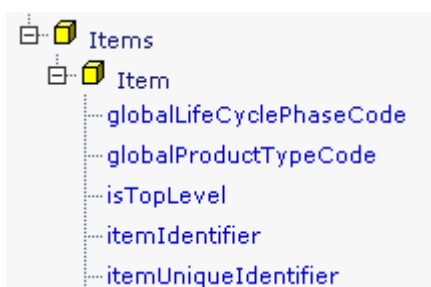 Items
Item
globalLifeCyclePhaseCode
globalProductTypeCode
isTopLevel
itemIdentifier
itemUniqueIdentifier